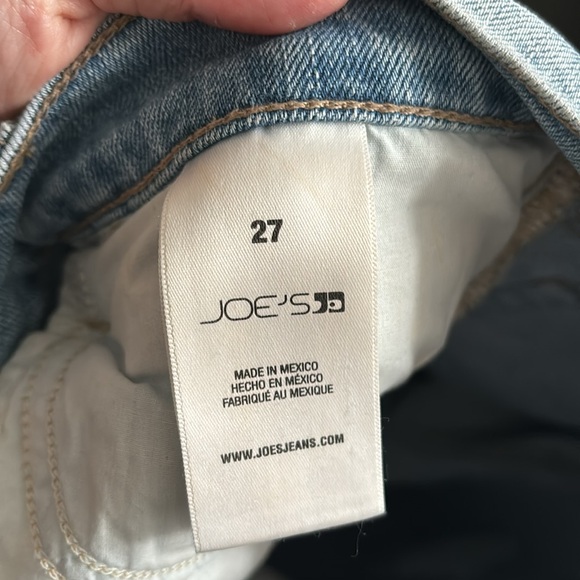 27
JOE'S
MADE IN MEXICO
HECHO EN MÉXICO
FABRIQUÉ AU MEXIQUE
WWW.JOESJEANS.COM